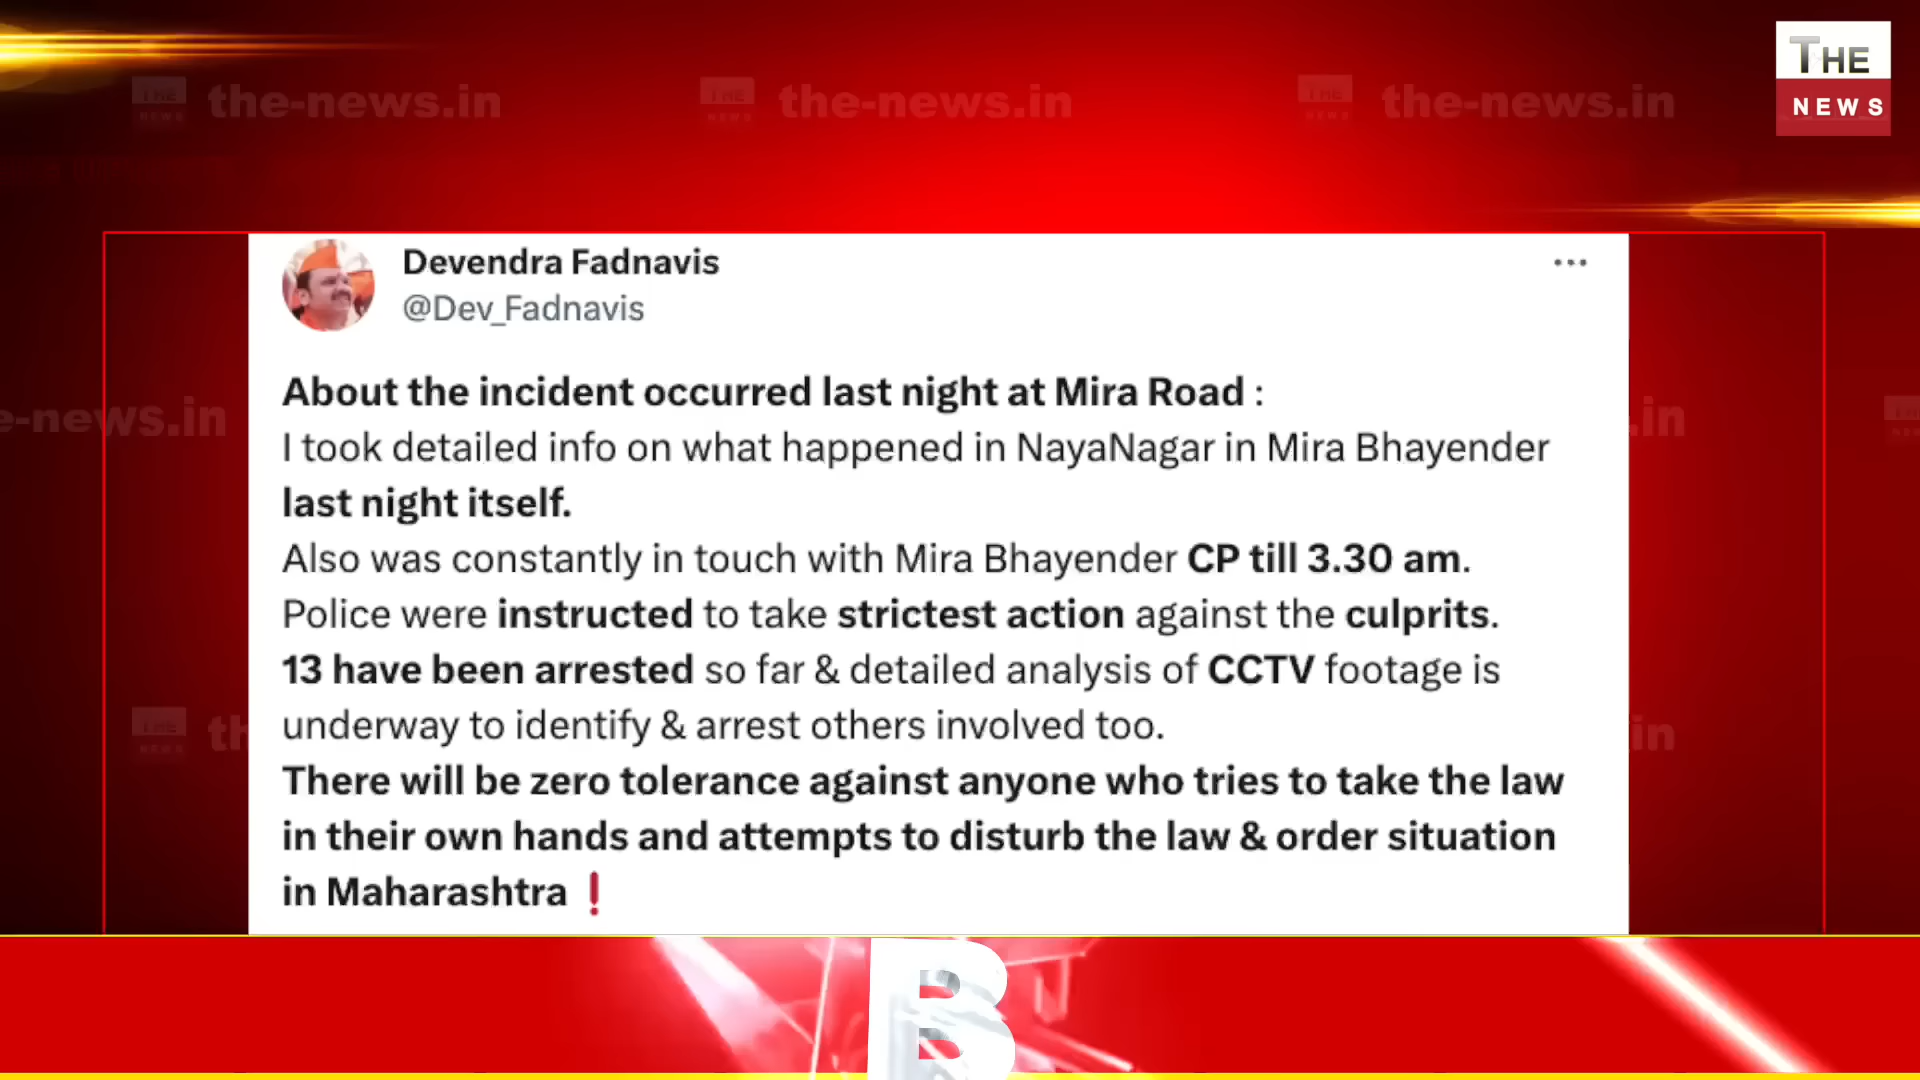 THE
NEWS
the-news.in the-news.in the-news.in
Devendra Fadnavis
@Dev_Fadnavis
About the incident occurred last night at Mira Road :
I took detailed info on what happened in NayaNagar in Mira Bhayender
last night itself.
Also was constantly in touch with Mira Bhayender CP till 3.30 am.
Police were instructed to take strictest action against the culprits.
13 have been arrested so far & detailed analysis of CCTV footage is
underway to identify & arrest others involved too.
There will be zero tolerance against anyone who tries to take the law
in their own hands and attempts to disturb the law & order situation
in Maharashtra ❗
e-news.in .in
th in
B